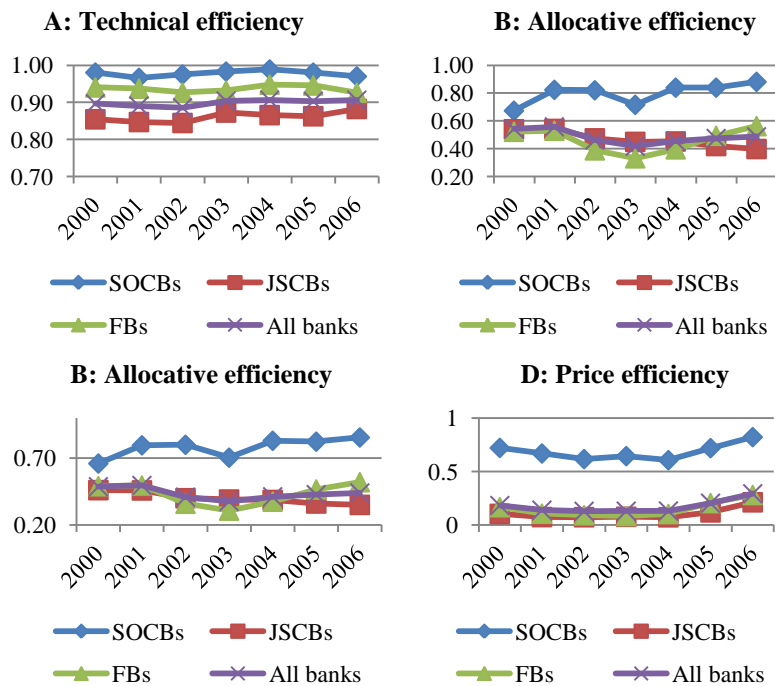 A: Technical efficiency
1.00
0.90
0.80
0.70
2000 2001 2002 2003 2004 2005 2006
SOCBs JSCBs
FBs All banks
B: Allocative efficiency
1.00
0.80
0.60
0.40
0.20
2000 2001 2002 2003 2004 2005 2006
SOCBs JSCBs
FBs All banks
B: Allocative efficiency
0.70
0.20
2000 2001 2002 2003 2004 2005 2006
SOCBs JSCBs
FBs All banks
D: Price efficiency
1
0.5
0
2000 2001 2002 2003 2004 2005 2006
SOCBs JSCBs
FBs All banks